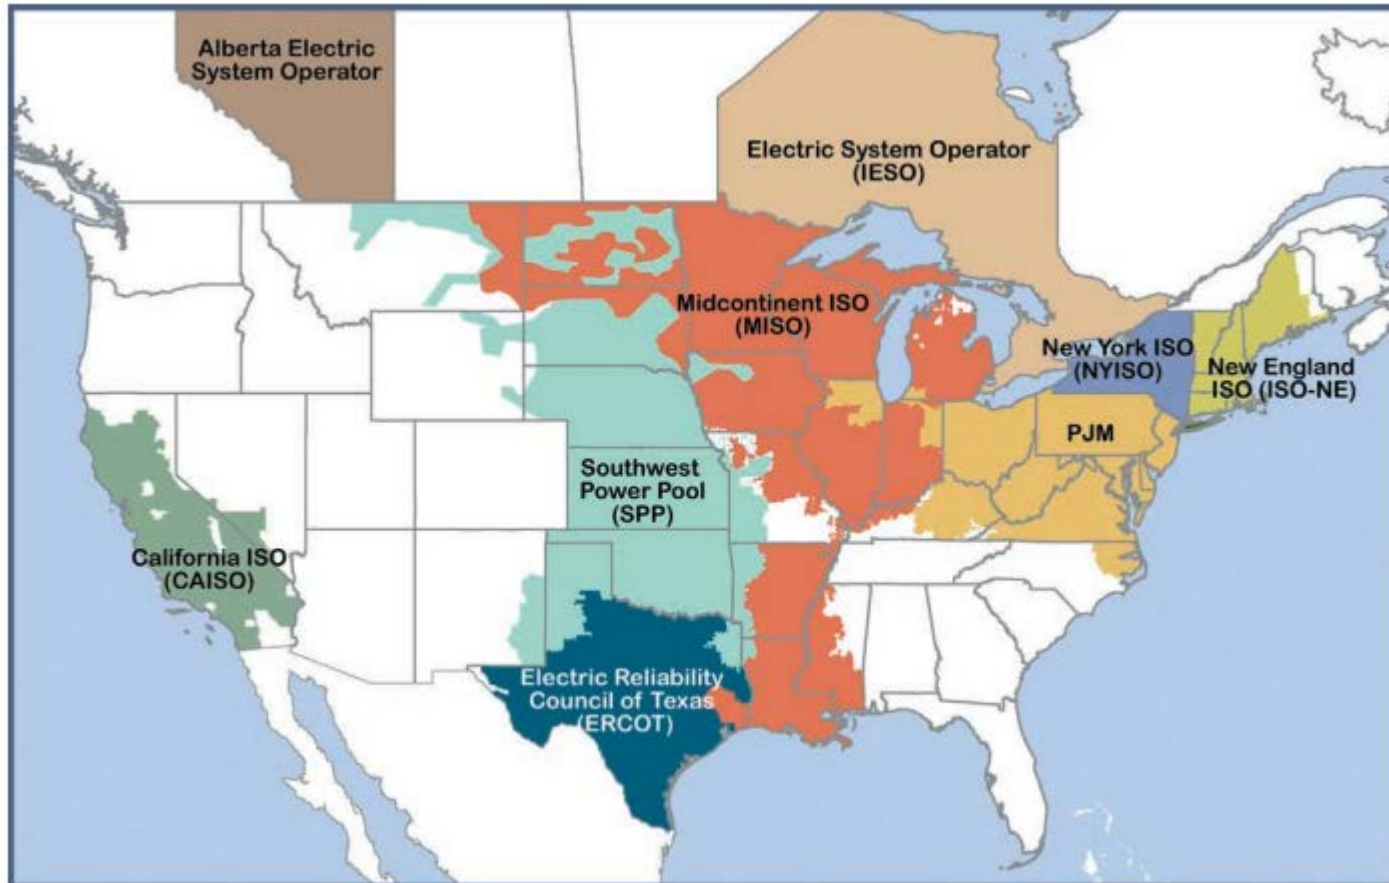 Alberta Electric
System Operator
Electric System Operator
(IESO)
Midcontinent ISO
(MISO)
New York ISO
(NYISO)
New England
ISO (ISO-NE)
PJM
Southwest
Power Pool
(SPP)
California ISO
(CAISO)
Electric Reliability
Council of Texas
(ERCOT)